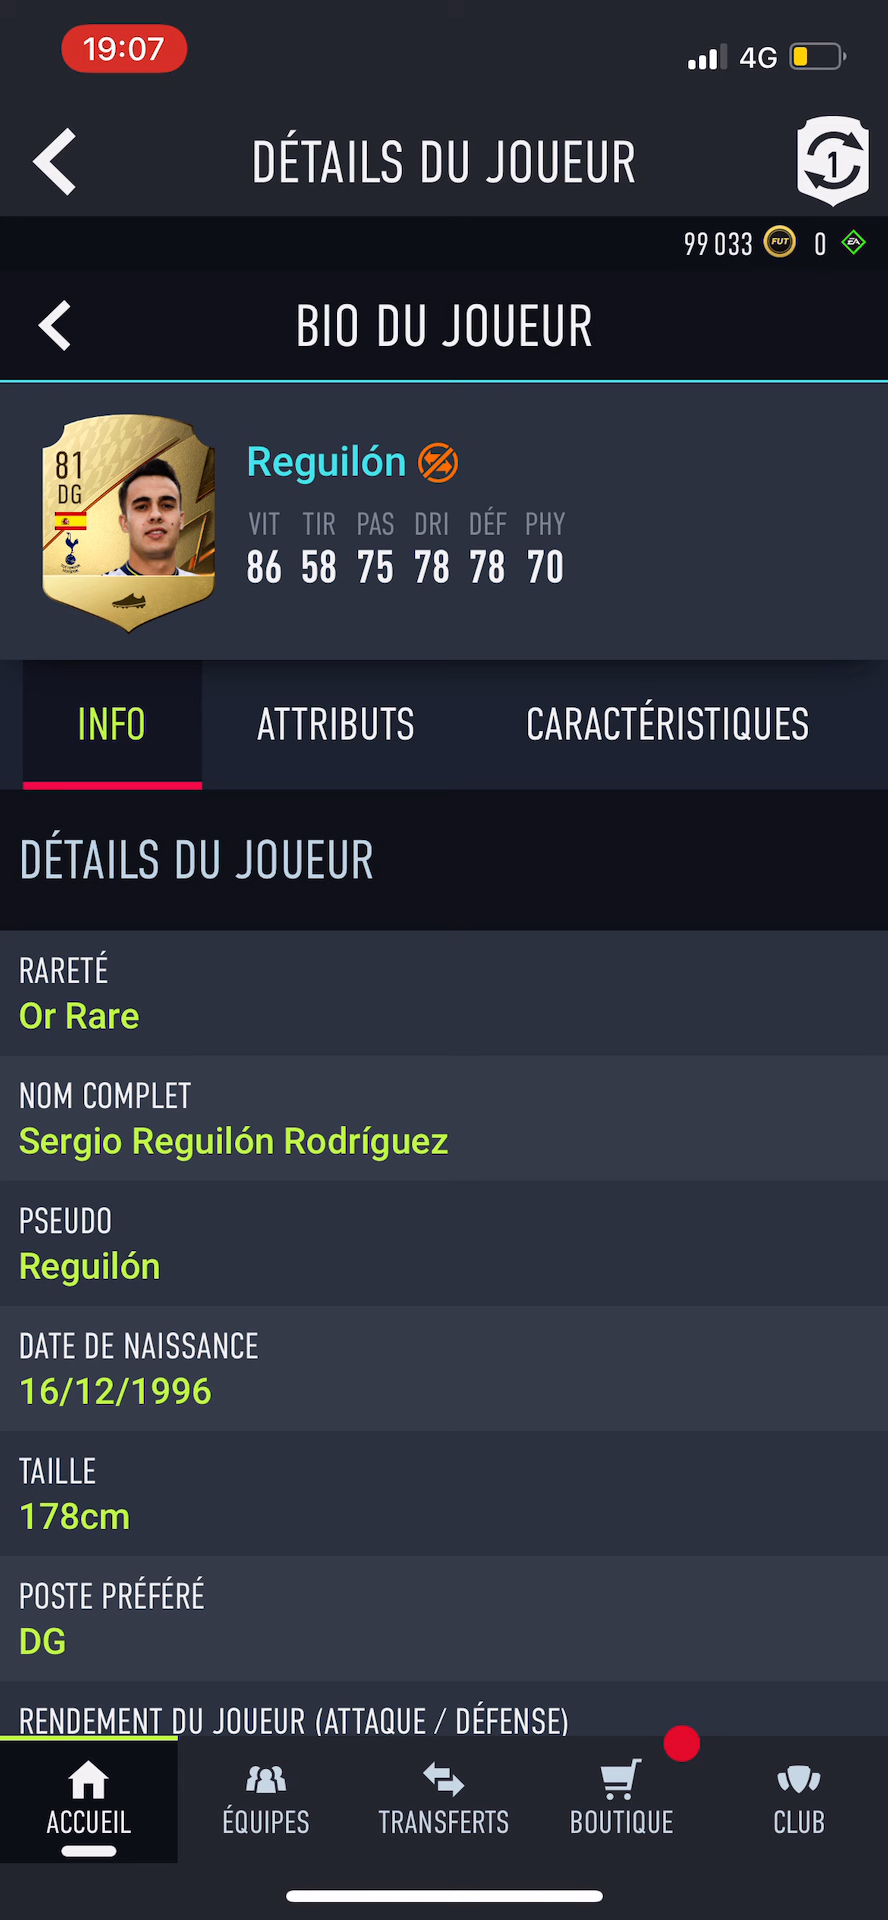 19:07
4G
DÉTAILS DU JOUEUR
1
99 033 FUT 0 EA
BIO DU JOUEUR
81
DG
Reguilón
VIT TIR PAS DRI DÉF PHY
86 58 75 78 78 70
INFO ATTRIBUTS CARACTÉRISTIQUES
DÉTAILS DU JOUEUR
RARETÉ
Or Rare
NOM COMPLET
Sergio Reguilón Rodríguez
PSEUDO
Reguilón
DATE DE NAISSANCE
16/12/1996
TAILLE
178cm
POSTE PRÉFÉRÉ
DG
RENDEMENT DU JOUEUR (ATTAQUE / DÉFENSE)
ACCUEIL ÉQUIPES TRANSFERTS BOUTIQUE CLUB